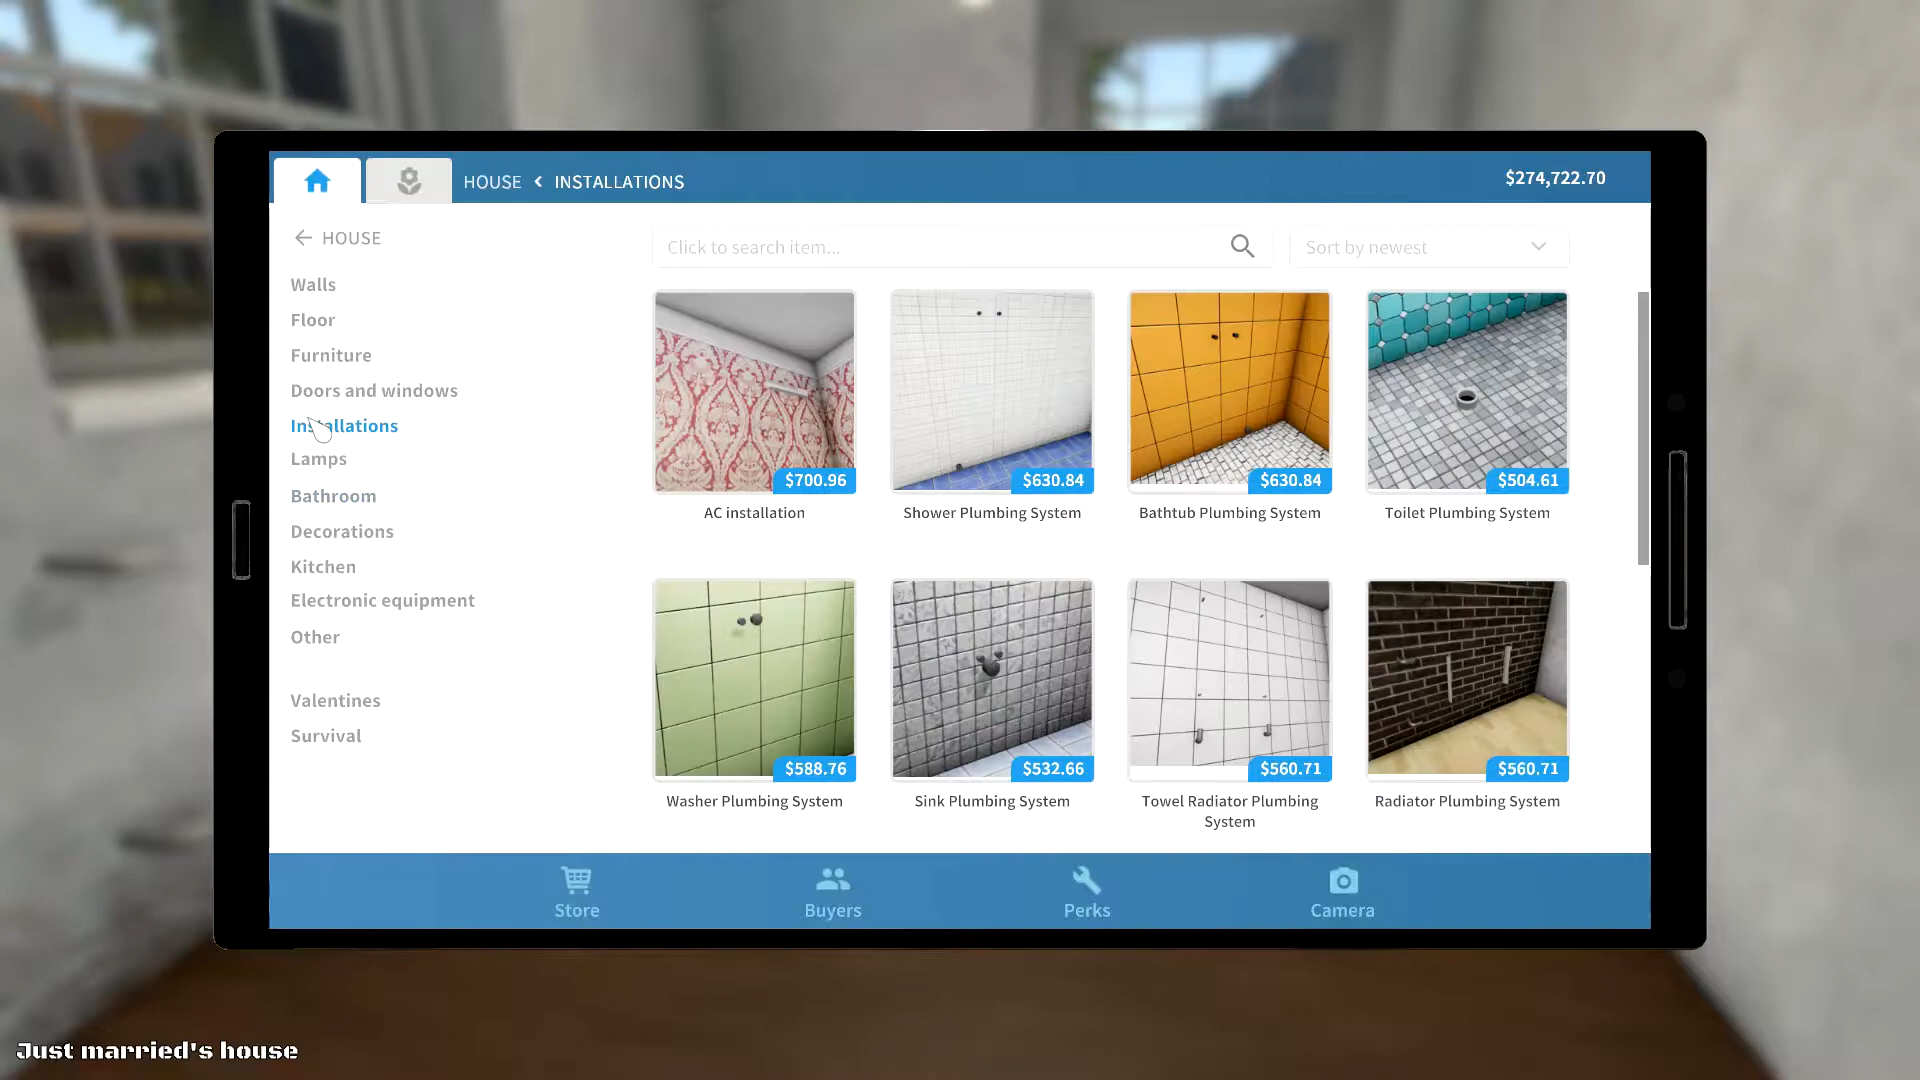 HOUSE < INSTALLATIONS
$274,722.70
HOUSE
Walls
Floor
Furniture
Doors and windows
Installations
Lamps
Bathroom
Decorations
Kitchen
Electronic equipment
Other
Valentines
Survival
Click to search item...
Sort by newest
$700.96
AC installation
$630.84
Shower Plumbing System
$630.84
Bathtub Plumbing System
$504.61
Toilet Plumbing System
$588.76
Washer Plumbing System
$532.66
Sink Plumbing System
$560.71
Towel Radiator Plumbing
System
$560.71
Radiator Plumbing System
Store
Buyers
Perks
Camera
Just married's house